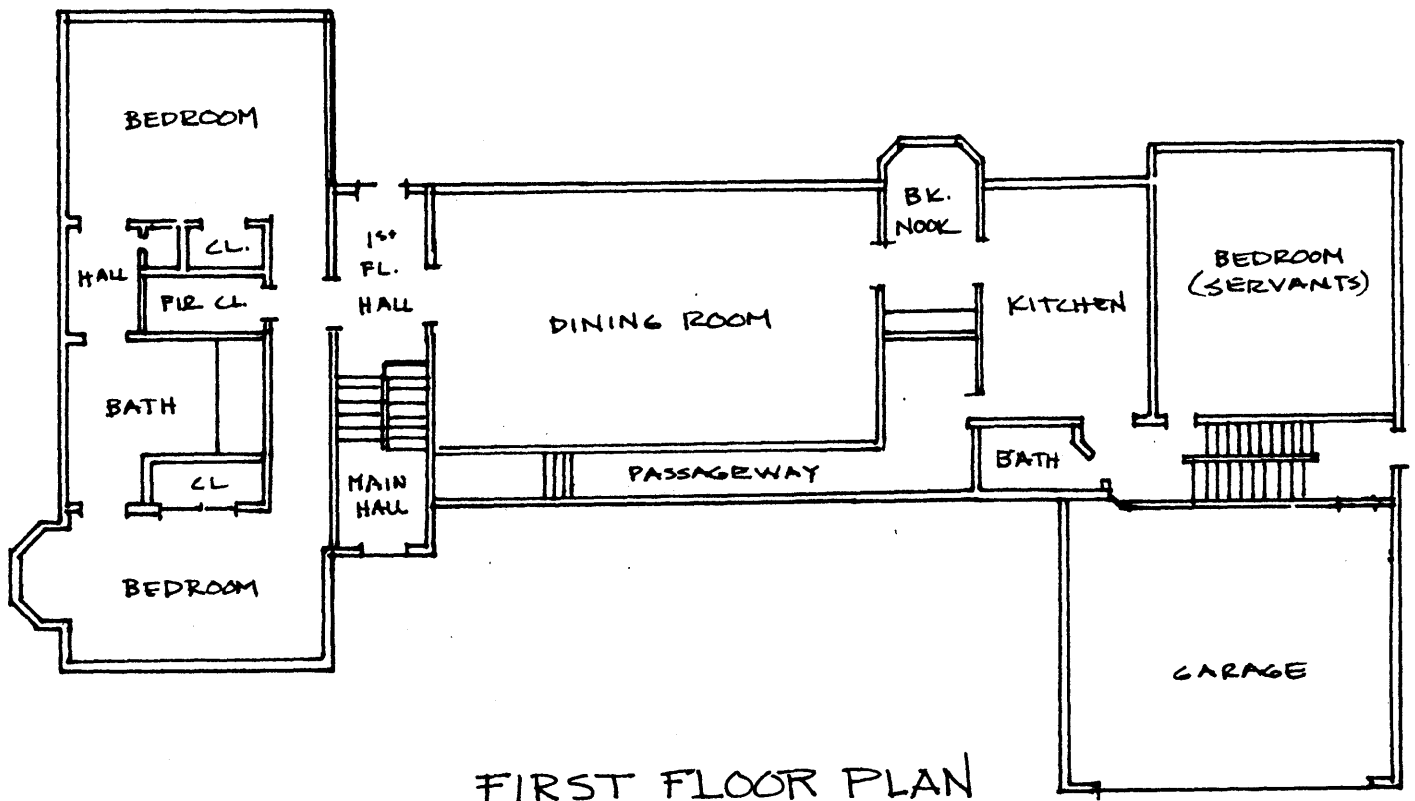 BEDROOM
BK.
NOOK
1st
FL.
HALL
CL.
HALL
FIR CL.
BEDROOM
(SERVANTS)
KITCHEN
DINING ROOM
BATH
BATH
PASSAGEWAY
CL
MAIN
HALL
BEDROOM
GARAGE
FIRST FLOOR PLAN